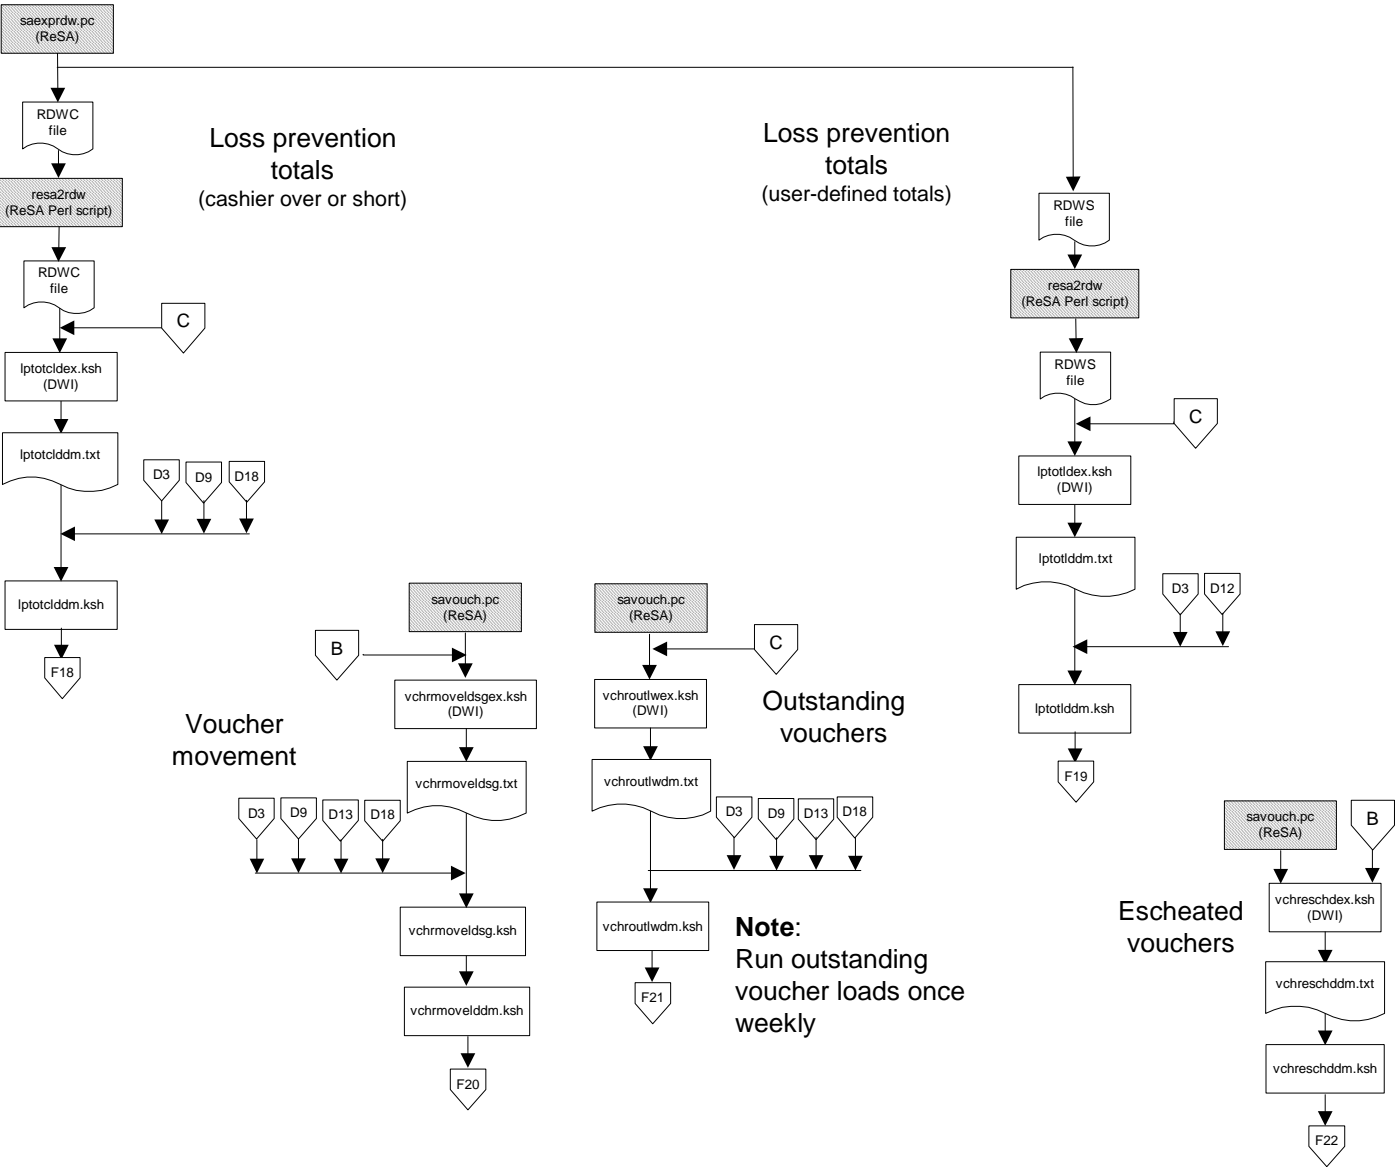 saexprdw.pc
(ReSA)
RDWC
file
Loss prevention
totals
(cashier over or short)
resa2rdw
(ReSA Perl script)
RDWC
file
C
lptotcldex.ksh
(DWI)
lptotclddm.txt
D3
D9
D18
lptotclddm.ksh
F18
Loss prevention
totals
(user-defined totals)
RDWS
file
resa2rdw
(ReSA Perl script)
RDWS
file
C
lptotldex.ksh
(DWI)
lptotlddm.txt
D3
D12
lptotlddm.ksh
F19
savouch.pc
(ReSA)
B
vchrmoveldsgex.ksh
(DWI)
Voucher
movement
vchrmoveldsg.txt
D3
D9
D13
D18
vchrmoveldsg.ksh
vchrmovelddm.ksh
F20
savouch.pc
(ReSA)
C
vchroutlwex.ksh
(DWI)
Outstanding
vouchers
vchroutlwdm.txt
D3
D9
D13
D18
vchroutlwdm.ksh
F21
Note:
Run outstanding
voucher loads once
weekly
savouch.pc
(ReSA)
B
vchreschdex.ksh
(DWI)
Escheated
vouchers
vchreschddm.txt
vchreschddm.ksh
F22